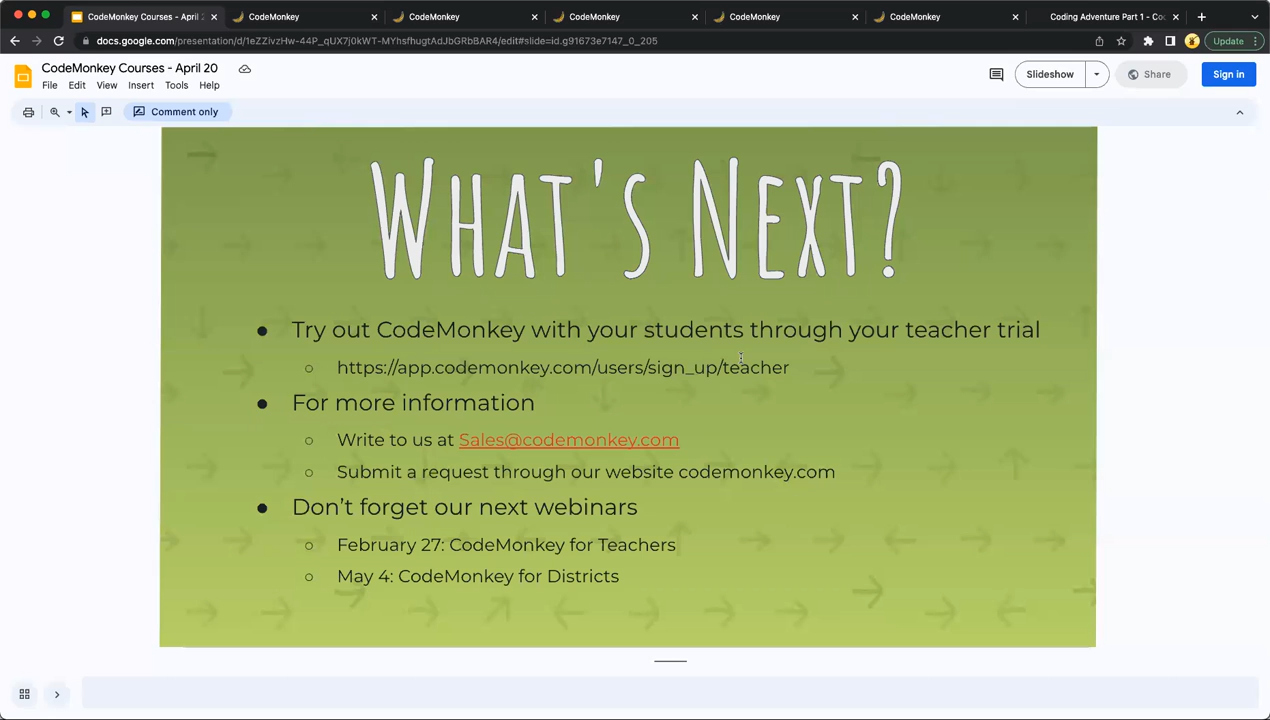 CodeMonkey Courses - April 2
CodeMonkey
CodeMonkey
CodeMonkey
CodeMonkey
CodeMonkey
Coding Adventure Part 1 - Co
docs.google.com/presentation/d/1eZZivzHw-44P_qUX7j0kWT-MYhsfhugtAdJbGRbBAR4/edit#slide=id.g91673e7147_0_205
Update
CodeMonkey Courses - April 20
File Edit View Insert Tools Help
Slideshow
Share
Sign in
Comment only
What's Next?
● Try out CodeMonkey with your students through your teacher trial
○ https://app.codemonkey.com/users/sign_up/teacher
● For more information
○ Write to us at Sales@codemonkey.com
○ Submit a request through our website codemonkey.com
● Don't forget our next webinars
○ February 27: CodeMonkey for Teachers
○ May 4: CodeMonkey for Districts